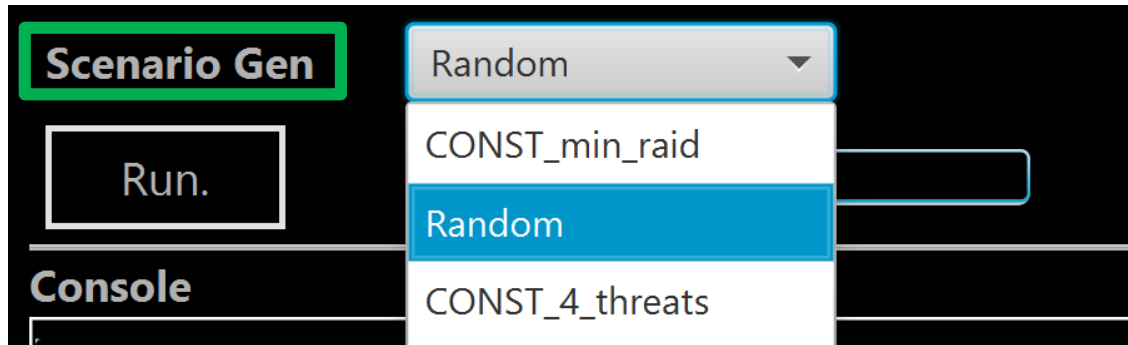 Scenario Gen
Random
CONST_min_raid
Run.
Random
Console
CONST_4_threats